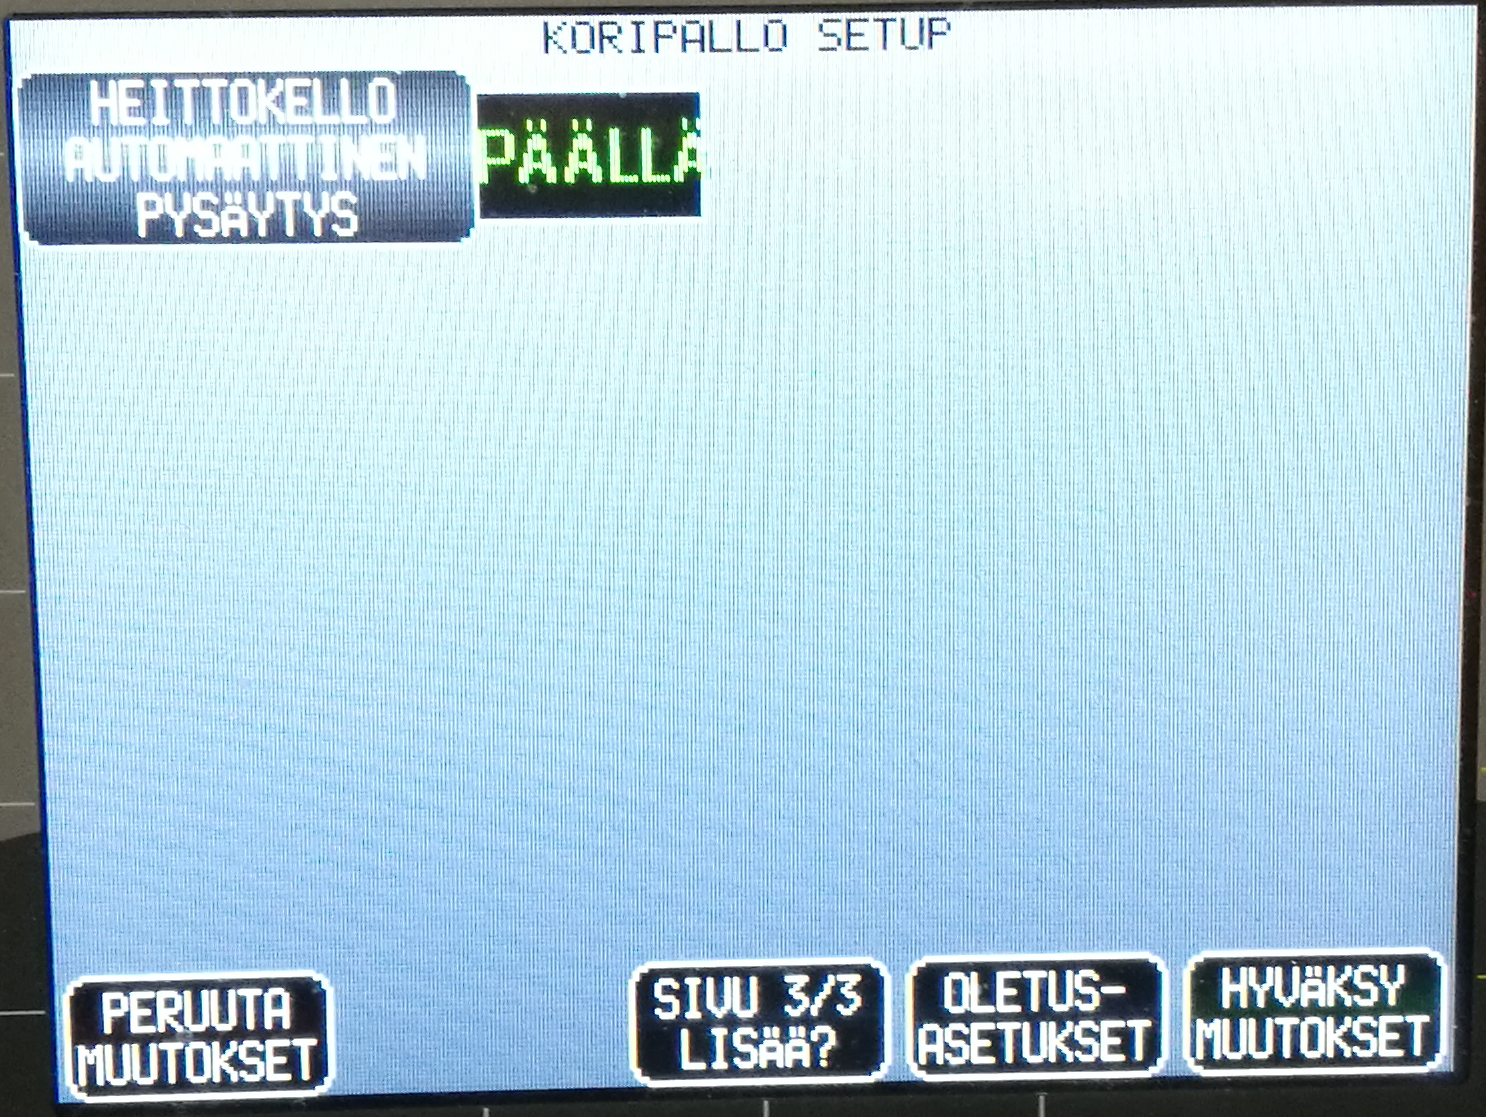 KORIPALLO SETUP
HEITTOKELLO
AUTOMAATTINEN
PYSÄYTYS
PÄÄLLÄ
PERUUTA
MUUTOKSET
SIVU 3/3
LISÄÄ?
OLETUS-
ASETUKSET
HYVÄKSY
MUUTOKSET